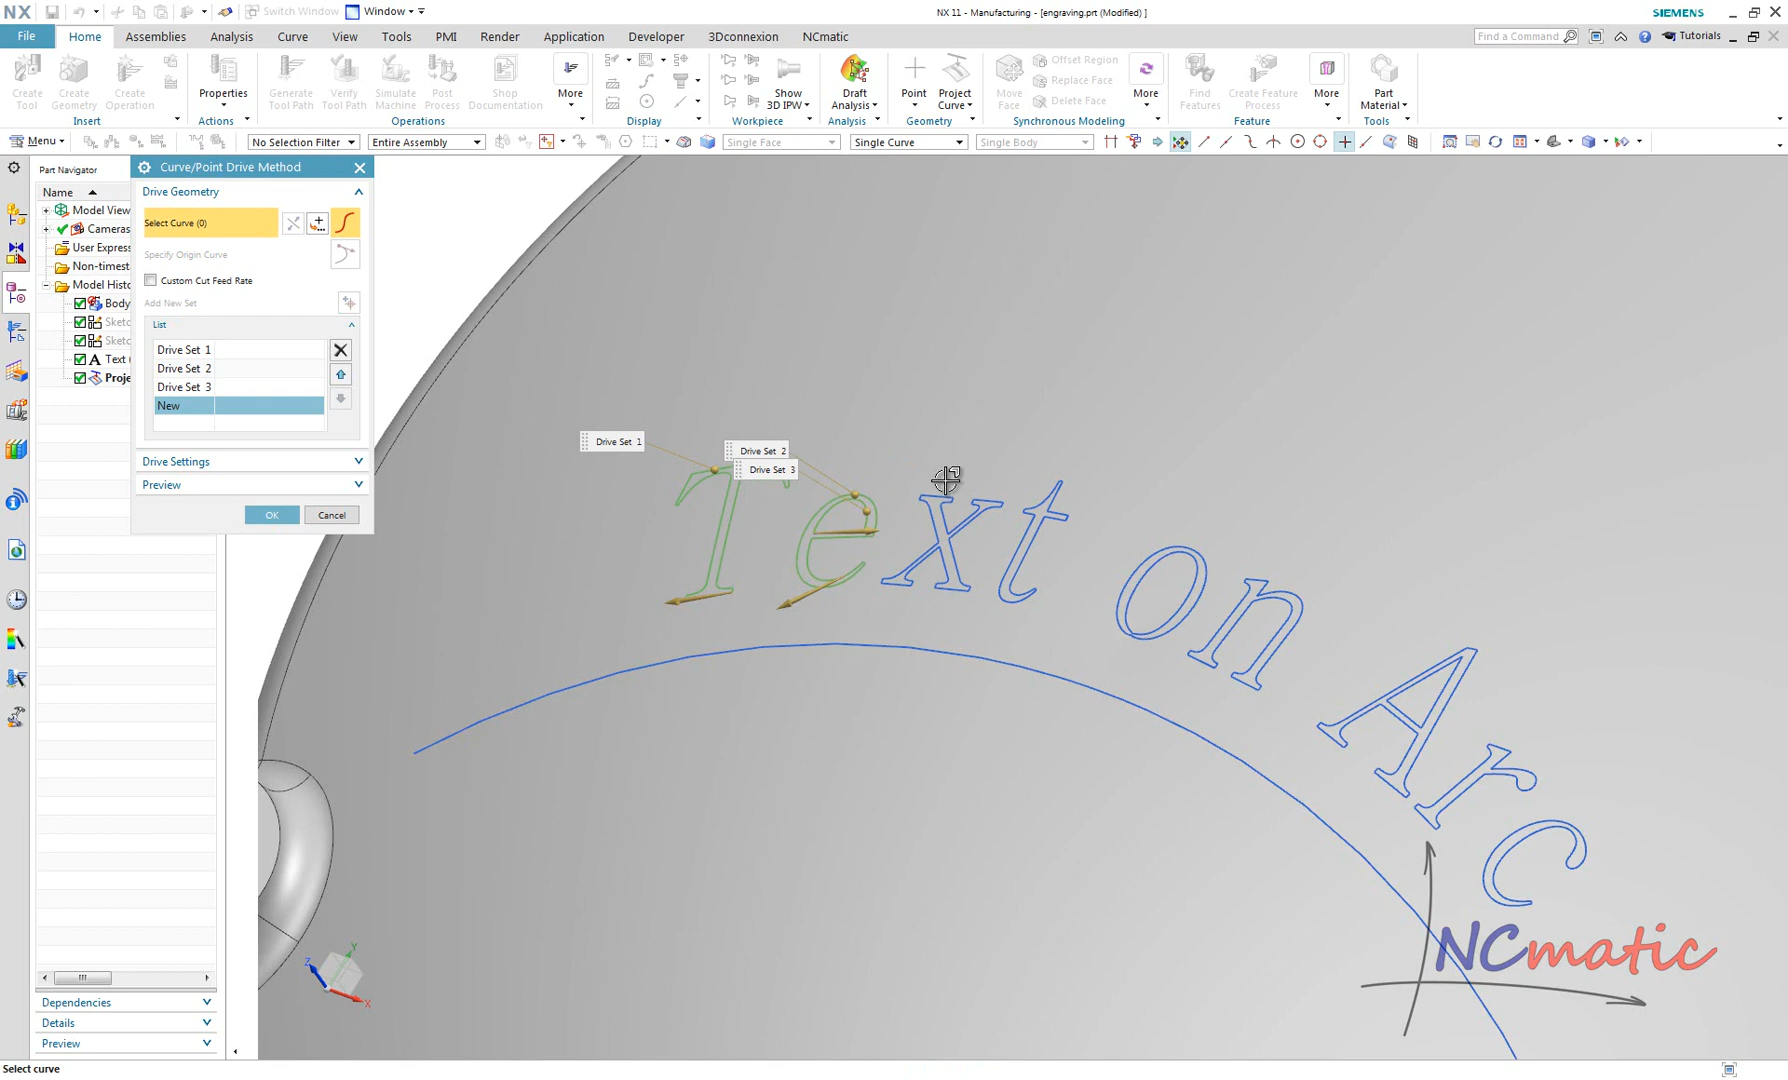 NX
Switch Window
Window
NX 11 - Manufacturing - [engraving.prt (Modified) ]
SIEMENS
File
Home
Assemblies
Analysis
Curve
View
Tools
PMI
Render
Application
Developer
3Dconnexion
NCmatic
Find a Command
Tutorials
Create Tool
Create Geometry
Create Operation
Properties
Generate Tool Path
Verify Tool Path
Simulate Machine
Post Process
Shop Documentation
More
Show 3D IPW
Draft Analysis
Point
Project Curve
Move Face
Offset Region
Replace Face
Delete Face
More
Find Features
Create Feature Process
More
Part Material
Insert
Actions
Operations
Display
Workpiece
Analysis
Geometry
Synchronous Modeling
Feature
Tools
Menu
No Selection Filter
Entire Assembly
Single Face
Single Curve
Single Body
Part Navigator
Name
Model View
Cameras
User Expres
Non-timest
Model Histo
Body
Sketc
Sketc
Text (
Proje
Dependencies
Details
Preview
Curve/Point Drive Method
Drive Geometry
Select Curve (0)
Specify Origin Curve
Custom Cut Feed Rate
Add New Set
List
Drive Set 1
Drive Set 2
Drive Set 3
New
Drive Settings
Preview
OK
Cancel
Drive Set 1
Drive Set 2
Drive Set 3
Text on Arc
NCmatic
Z
Y
X
Select curve